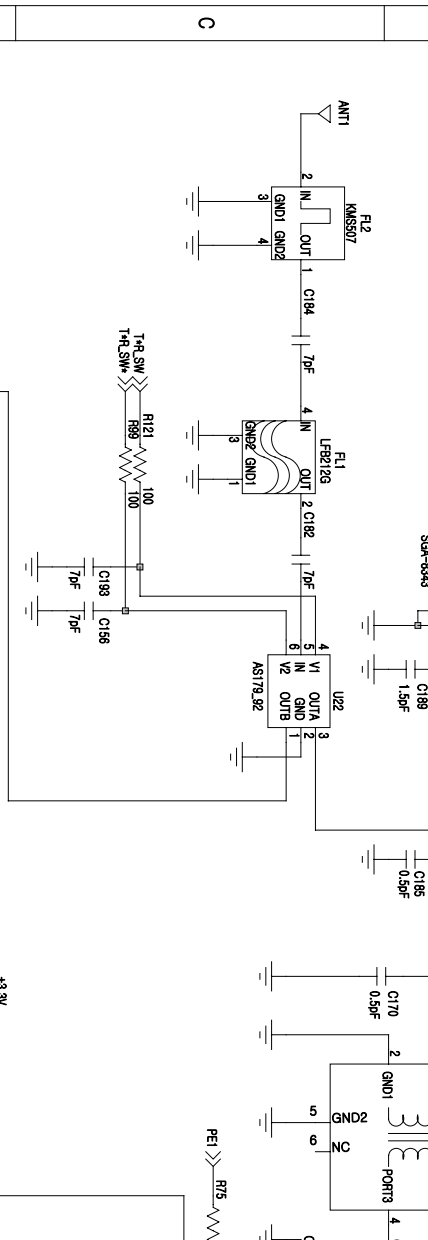 C
ANT1
2
IN
FL2
KMS507
3
GND1
4
GND2
OUT
1
C184
7pF
T*R_SW
T*R_SW*
R121
R99
100
100
4
IN
FL1
LFB212G
GND2
3
GND1
1
OUT
2
C182
7pF
C193
7pF
C156
7pF
6
5
4
V2
IN
V1
U22
AS179_92
OUTB
GND
OUTA
1
2
3
C189
1.5pF
C185
0.5pF
C170
0.5pF
+3.3V
2
GND1
5
GND2
6
NC
PORT3
4
PE1
R75